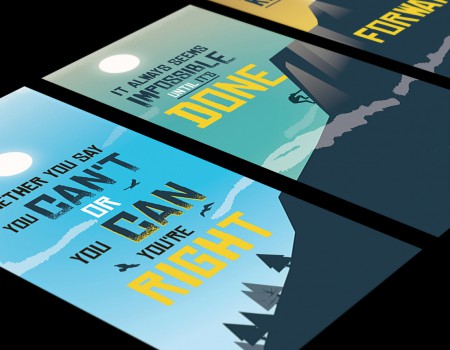 ETHER YOU SAY
YOU CAN'T
OR
YOU CAN
YOU'RE
RIGHT
IT ALWAYS SEEMS
IMPOSSIBLE
UNTIL IT'S
DONE
FORWA